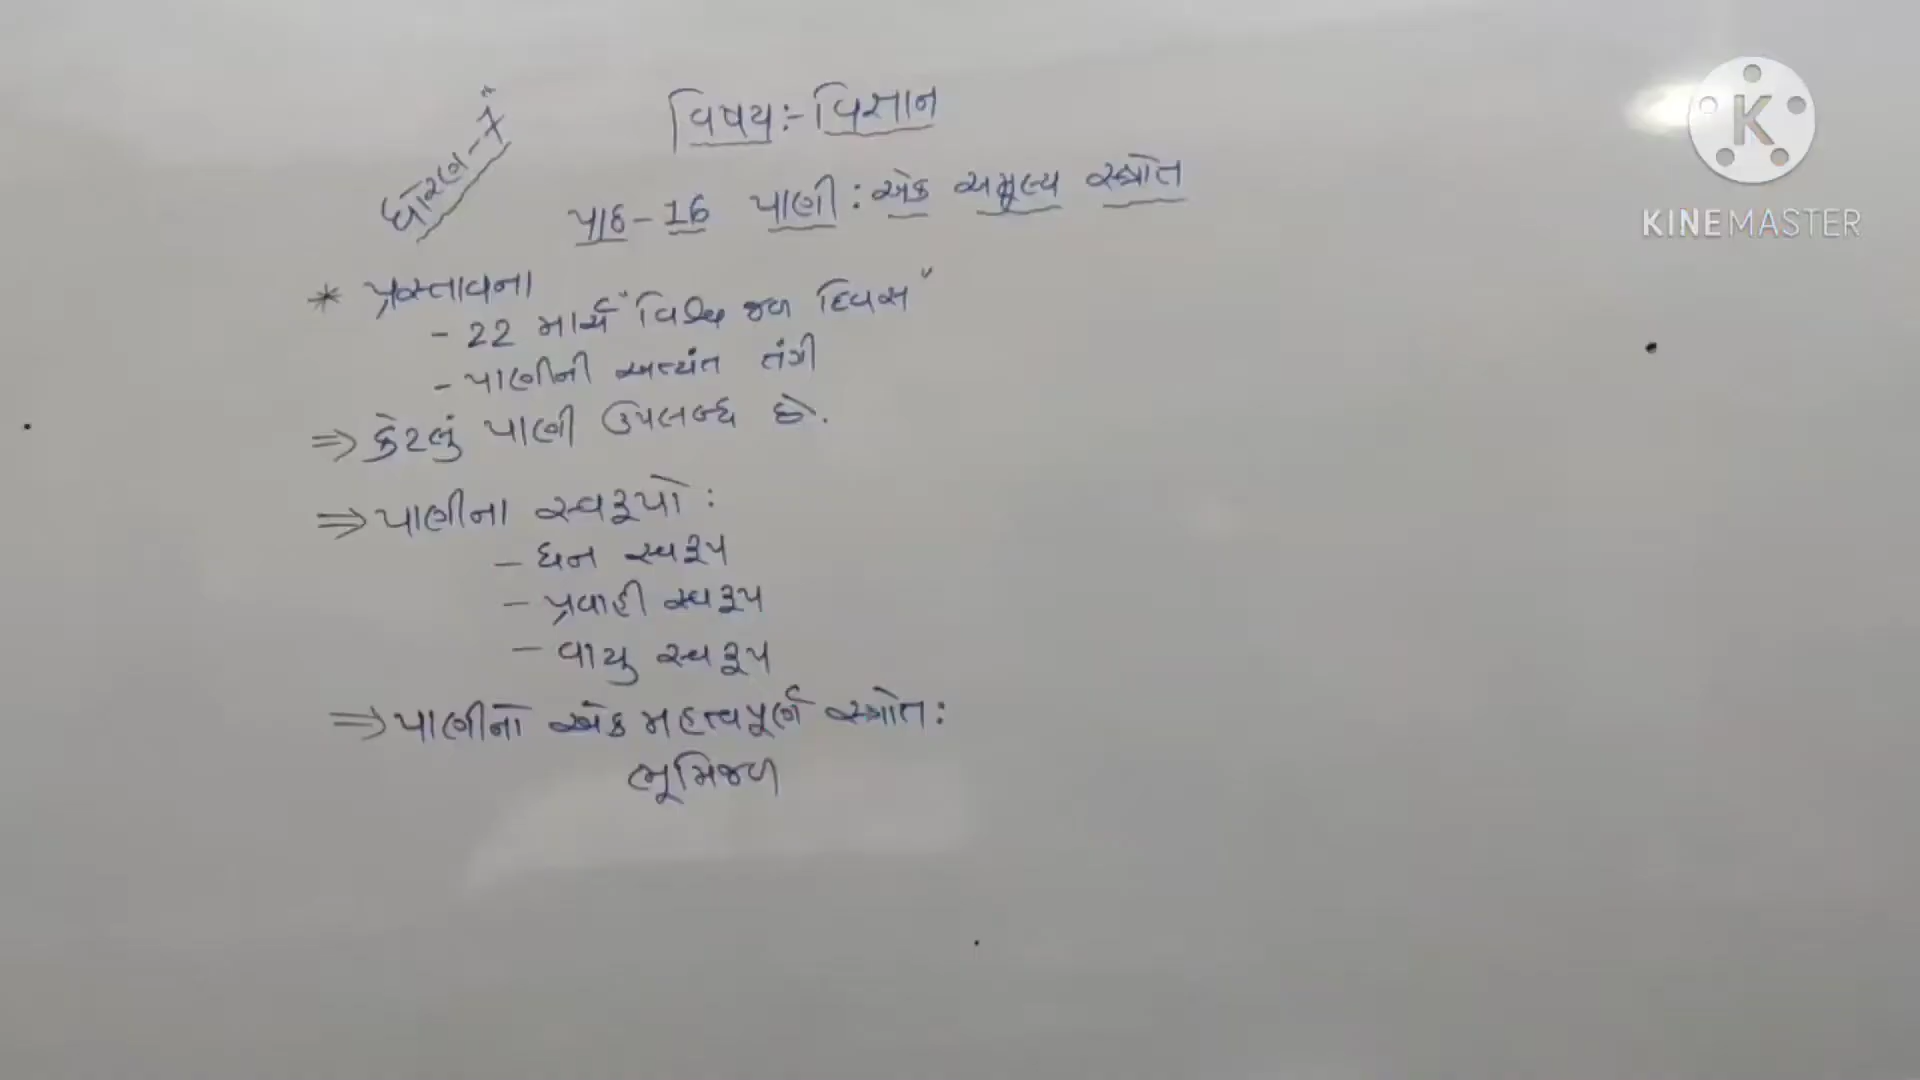 ધોરણ-7
વિષય:- વિજ્ઞાન
પાઠ-16 પાણી: એક અમૂલ્ય સ્ત્રોત
* પ્રસ્તાવના
- 22 માર્ચ "વિશ્વ જળ દિવસ"
- પાણીની અત્યંત તંગી
⇒ કેટલું પાણી ઉપલબ્ધ છે.
⇒ પાણીના સ્વરૂપો:
- ઘન સ્વરૂપ
- પ્રવાહી સ્વરૂપ
- વાયુ સ્વરૂપ
⇒ પાણીનો એક મહત્ત્વપૂર્ણ સ્ત્રોત:
ભૂમિજળ
K
KINEMASTER